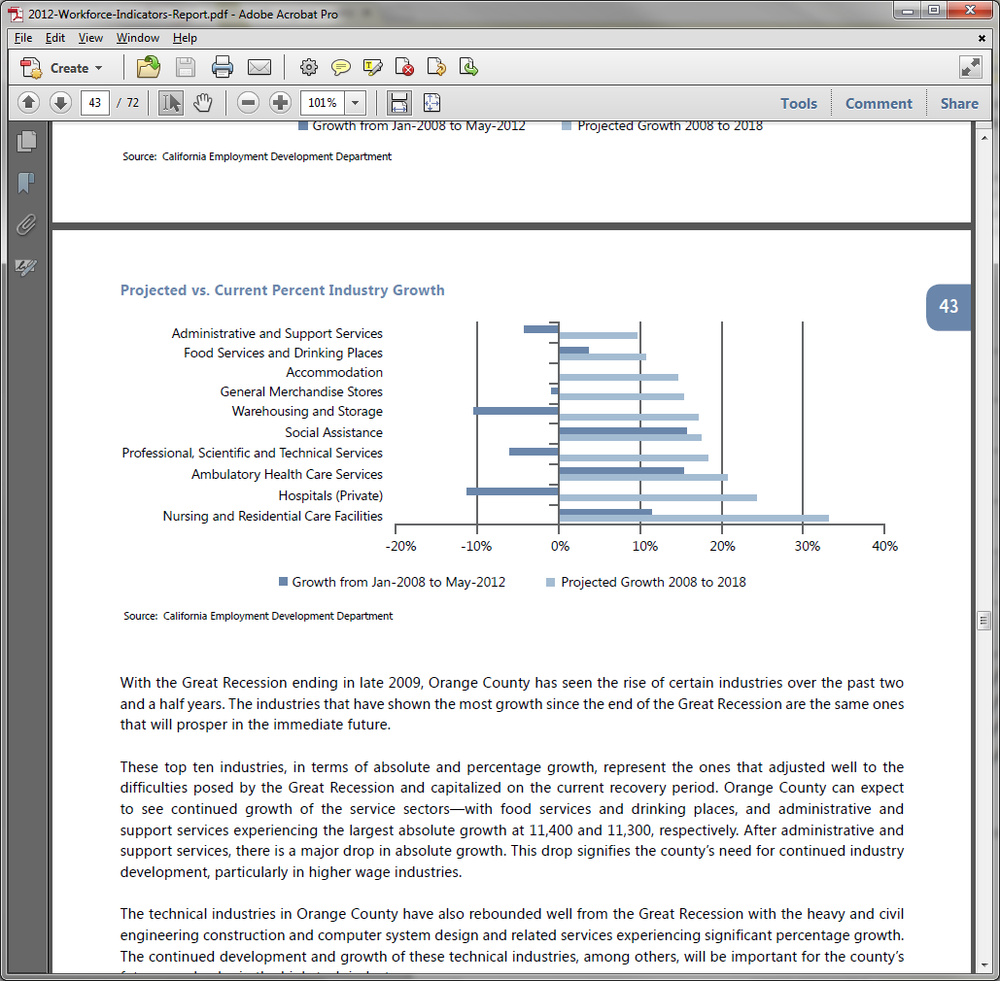 2012-Workforce-Indicators-Report.pdf - Adobe Acrobat Pro
File Edit View Window Help
Create
43 / 72 101% Tools Comment Share
Growth from Jan-2008 to May-2012 Projected Growth 2008 to 2018
Source: California Employment Development Department
Projected vs. Current Percent Industry Growth
43
Administrative and Support Services
Food Services and Drinking Places
Accommodation
General Merchandise Stores
Warehousing and Storage
Social Assistance
Professional, Scientific and Technical Services
Ambulatory Health Care Services
Hospitals (Private)
Nursing and Residential Care Facilities
-20% -10% 0% 10% 20% 30% 40%
Growth from Jan-2008 to May-2012 Projected Growth 2008 to 2018
Source: California Employment Development Department
With the Great Recession ending in late 2009, Orange County has seen the rise of certain industries over the past two
and a half years. The industries that have shown the most growth since the end of the Great Recession are the same ones
that will prosper in the immediate future.
These top ten industries, in terms of absolute and percentage growth, represent the ones that adjusted well to the
difficulties posed by the Great Recession and capitalized on the current recovery period. Orange County can expect
to see continued growth of the service sectors—with food services and drinking places, and administrative and
support services experiencing the largest absolute growth at 11,400 and 11,300, respectively. After administrative and
support services, there is a major drop in absolute growth. This drop signifies the county's need for continued industry
development, particularly in higher wage industries.
The technical industries in Orange County have also rebounded well from the Great Recession with the heavy and civil
engineering construction and computer system design and related services experiencing significant percentage growth.
The continued development and growth of these technical industries, among others, will be important for the county's